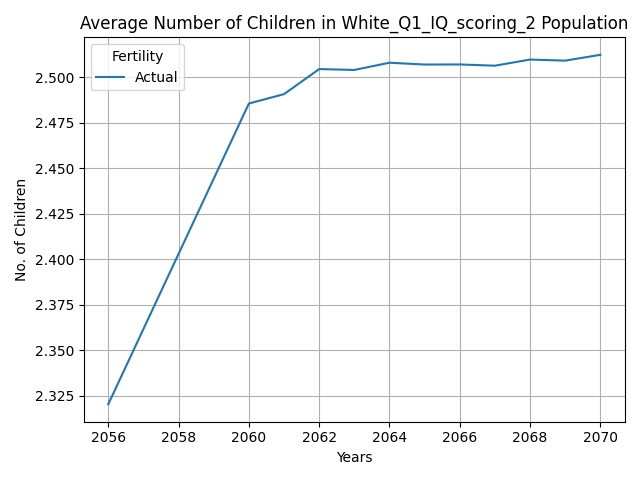 Average Number of Children in White_Q1_IQ_scoring_2 Population
Fertility
Actual
2.500
2.475
2.450
2.425
2.400
2.375
2.350
2.325
No. of Children
2056 2058 2060 2062 2064 2066 2068 2070
Years